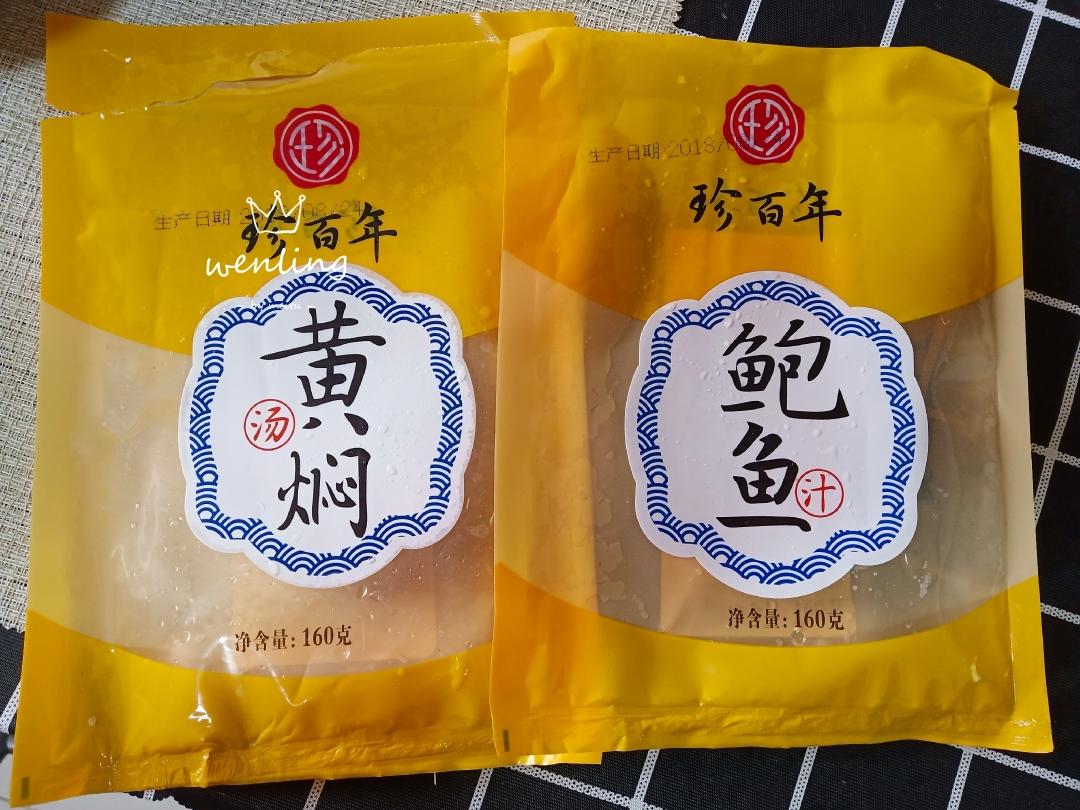 珍
生产日期
珍百年
wenling
黄焖
汤
净含量:160克
珍
生产日期:2018/
珍百年
鲍鱼
汁
净含量:160克